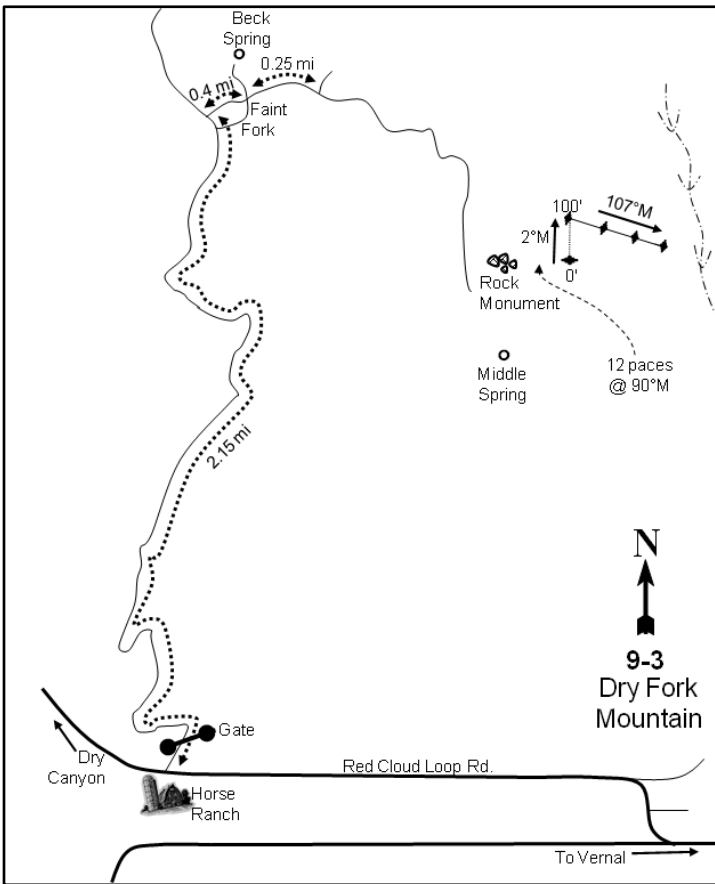 Beck
Spring
0.4 mi
0.25 mi
Faint
Fork
107°M
100'
2°M
0'
Rock
Monument
12 paces
@ 90°M
Middle
Spring
2.15 mi
N
9-3
Dry Fork
Mountain
Gate
Dry
Canyon
Red Cloud Loop Rd.
Horse
Ranch
To Vernal